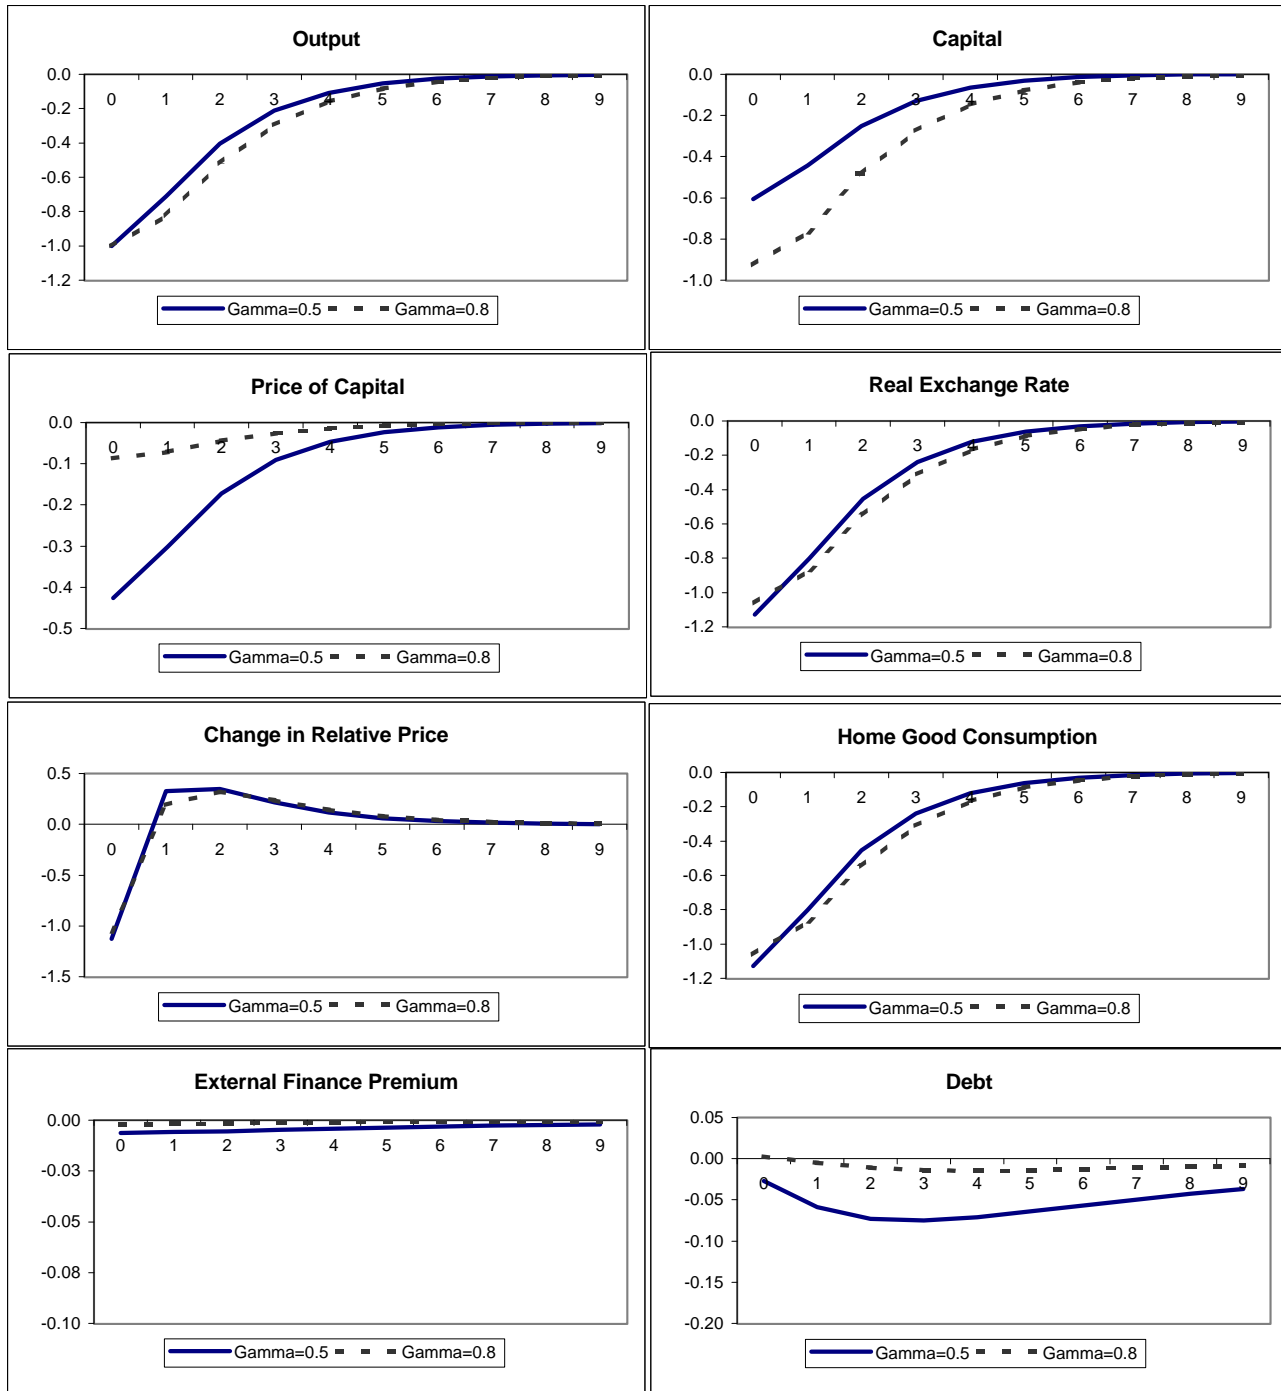 Output
0.0
-0.2
-0.4
-0.6
-0.8
-1.0
-1.2
0 1 2 3 4 5 6 7 8 9
Gamma=0.5 Gamma=0.8
Capital
0.0
-0.2
-0.4
-0.6
-0.8
-1.0
0 1 2 3 4 5 6 7 8 9
Gamma=0.5 Gamma=0.8
Price of Capital
0.0
-0.1
-0.2
-0.3
-0.4
-0.5
0 1 2 3 4 5 6 7 8 9
Gamma=0.5 Gamma=0.8
Real Exchange Rate
0.0
-0.2
-0.4
-0.6
-0.8
-1.0
-1.2
0 1 2 3 4 5 6 7 8 9
Gamma=0.5 Gamma=0.8
Change in Relative Price
0.5
0.0
-0.5
-1.0
-1.5
0 1 2 3 4 5 6 7 8 9
Gamma=0.5 Gamma=0.8
Home Good Consumption
0.0
-0.2
-0.4
-0.6
-0.8
-1.0
-1.2
0 1 2 3 4 5 6 7 8 9
Gamma=0.5 Gamma=0.8
External Finance Premium
0.00
-0.03
-0.05
-0.08
-0.10
0 1 2 3 4 5 6 7 8 9
Gamma=0.5 Gamma=0.8
Debt
0.05
0.00
-0.05
-0.10
-0.15
-0.20
0 1 2 3 4 5 6 7 8 9
Gamma=0.5 Gamma=0.8